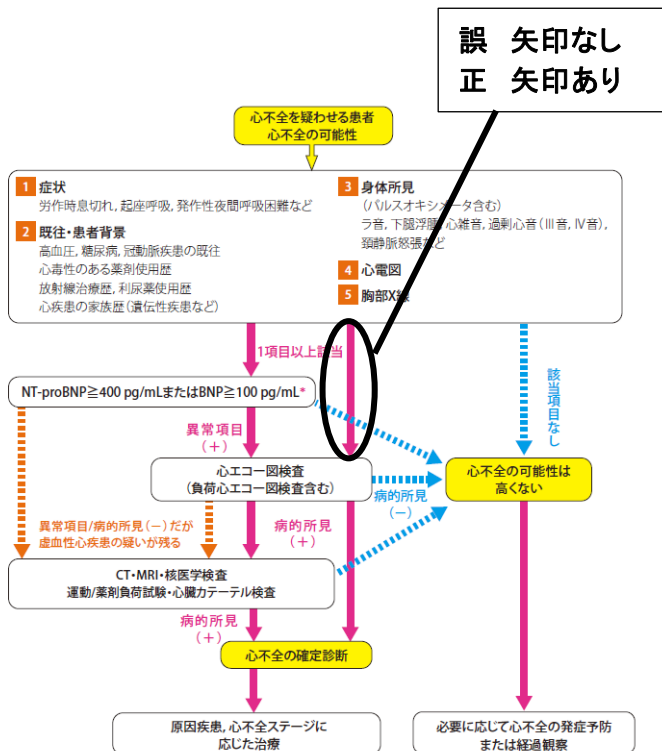 誤　矢印なし
正　矢印あり
心不全を疑わせる患者
心不全の可能性
1 症状
労作時息切れ，起座呼吸，発作性夜間呼吸困難など
2 既往・患者背景
高血圧，糖尿病，冠動脈疾患の既往
心毒性のある薬剤使用歴
放射線治療歴，利尿薬使用歴
心疾患の家族歴（遺伝性疾患など）
3 身体所見
（パルスオキシメータ含む）
ラ音，下腿浮腫，心雑音，過剰心音（Ⅲ音，Ⅳ音），
頚静脈怒張など
4 心電図
5 胸部X線
1項目以上該当
該当項目なし
NT-proBNP≧400 pg/mLまたはBNP≧100 pg/mL*
異常項目
（＋）
心エコー図検査
（負荷心エコー図検査含む）
心不全の可能性は
高くない
病的所見
（－）
異常項目/病的所見（－）だが
虚血性心疾患の疑いが残る
病的所見
（＋）
CT・MRI・核医学検査
運動/薬剤負荷試験・心臓カテーテル検査
病的所見
（＋）
心不全の確定診断
原因疾患，心不全ステージに
応じた治療
必要に応じて心不全の発症予防
または経過観察